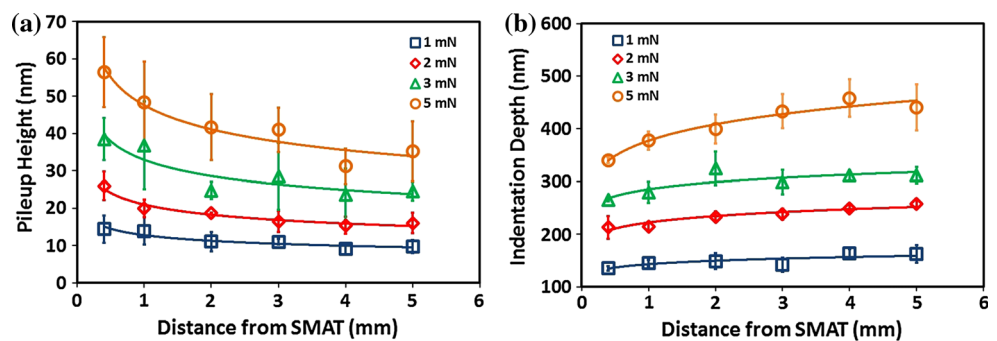 (a)
Pileup Height (nm)
70
60
50
40
30
20
10
0
1 mN
2 mN
3 mN
5 mN
0 1 2 3 4 5 6
Distance from SMAT (mm)
(b)
Indentation Depth (nm)
600
500
400
300
200
100
1 mN
2 mN
3 mN
5 mN
0 1 2 3 4 5 6
Distance from SMAT (mm)